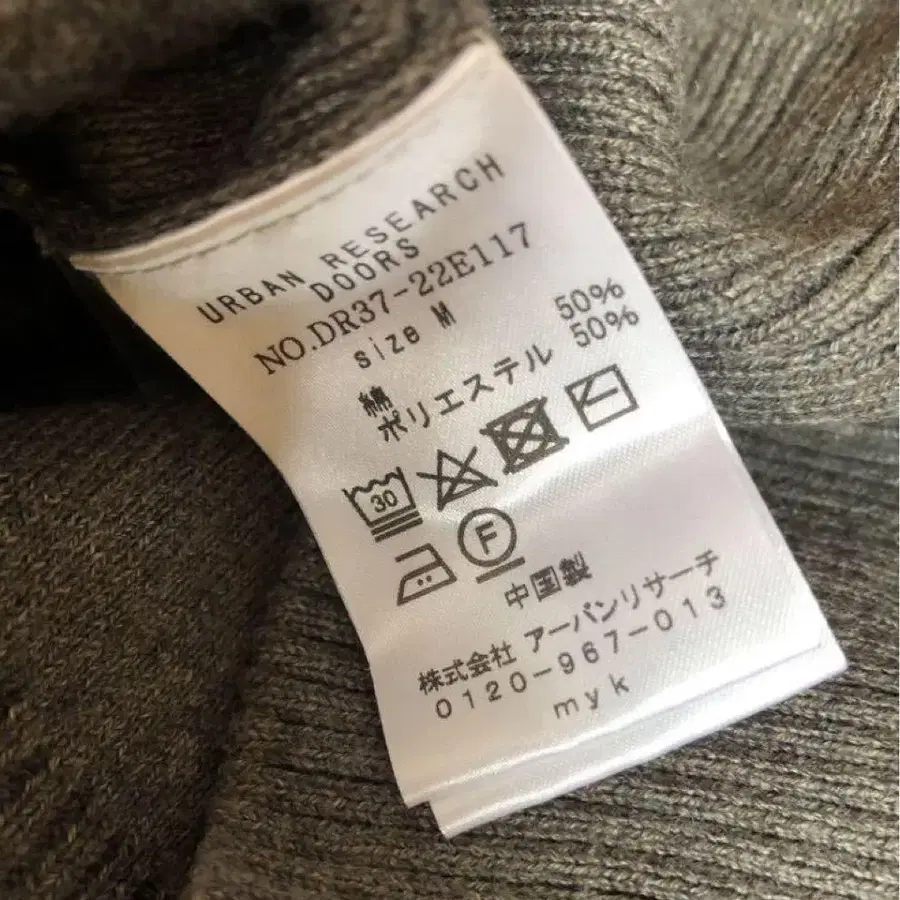 URBAN RESEARCH
DOORS
NO.DR37-22E117
size M
綿 50%
ポリエステル 50%
30
F
中国製
株式会社 アーバンリサーチ
0120-967-013
myk